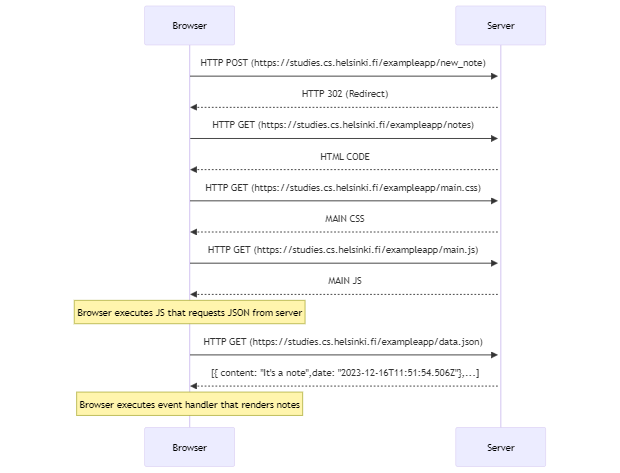 Browser
Server
HTTP POST (https://studies.cs.helsinki.fi/exampleapp/new_note)
HTTP 302 (Redirect)
HTTP GET (https://studies.cs.helsinki.fi/exampleapp/notes)
HTML CODE
HTTP GET (https://studies.cs.helsinki.fi/exampleapp/main.css)
MAIN CSS
HTTP GET (https://studies.cs.helsinki.fi/exampleapp/main.js)
MAIN JS
Browser executes JS that requests JSON from server
HTTP GET (https://studies.cs.helsinki.fi/exampleapp/data.json)
[{ content: "It's a note",date: "2023-12-16T11:51:54.506Z"},...]
Browser executes event handler that renders notes
Browser
Server